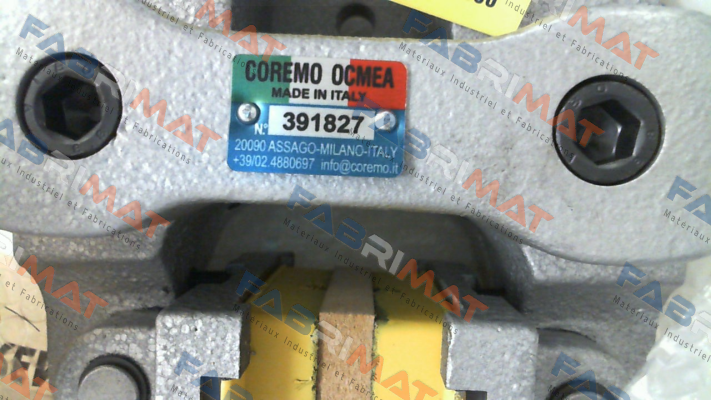 COREMO OCMEA
MADE IN ITALY
N° 391827
20090 ASSAGO-MILANO-ITALY
+39/02.4880697 info@coremo.it
FABRIMAT
Materiaux Industriel et Fabrications